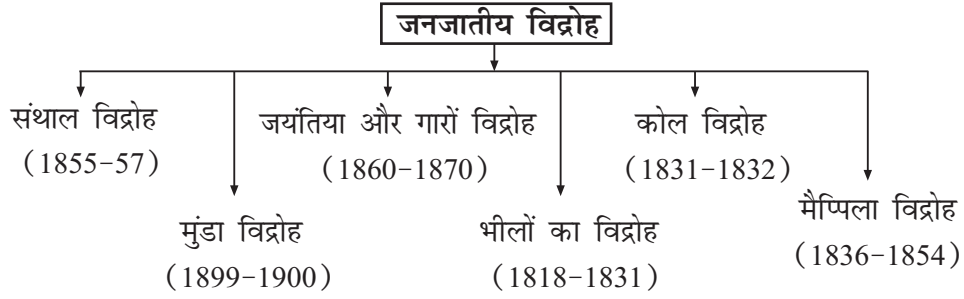 जनजातीय विद्रोह
संथाल विद्रोह
(1855-57)
जयंतिया और गारों विद्रोह
(1860-1870)
कोल विद्रोह
(1831-1832)
मुंडा विद्रोह
(1899-1900)
भीलों का विद्रोह
(1818-1831)
मैप्पिला विद्रोह
(1836-1854)